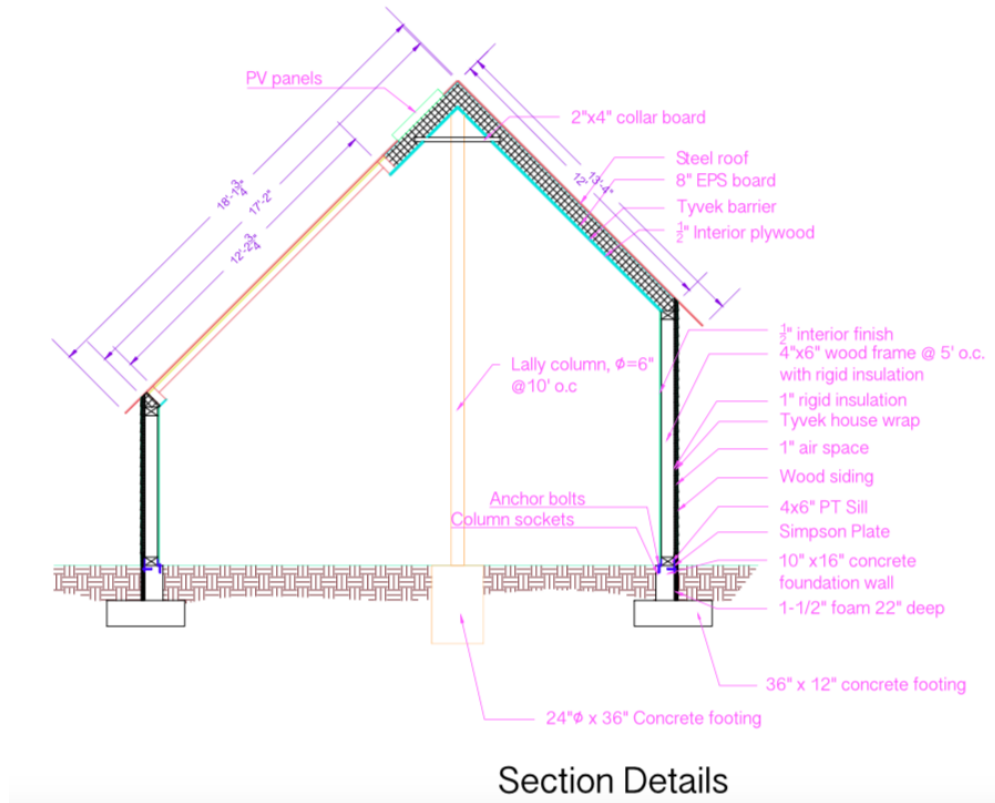 PV panels
2"x4" collar board
Steel roof
8" EPS board
Tyvek barrier
½" Interior plywood
18'-1¾"
17'-2"
12'-2¾"
13'-4"
12'
½" interior finish
4"x6" wood frame @ 5' o.c.
with rigid insulation
1" rigid insulation
Tyvek house wrap
1" air space
Wood siding
4x6" PT Sill
Simpson Plate
10" x16" concrete
foundation wall
1-1/2" foam 22" deep
Lally column, Φ=6"
@10' o.c
Anchor bolts
Column sockets
36" x 12" concrete footing
24"Φ x 36" Concrete footing
Section Details